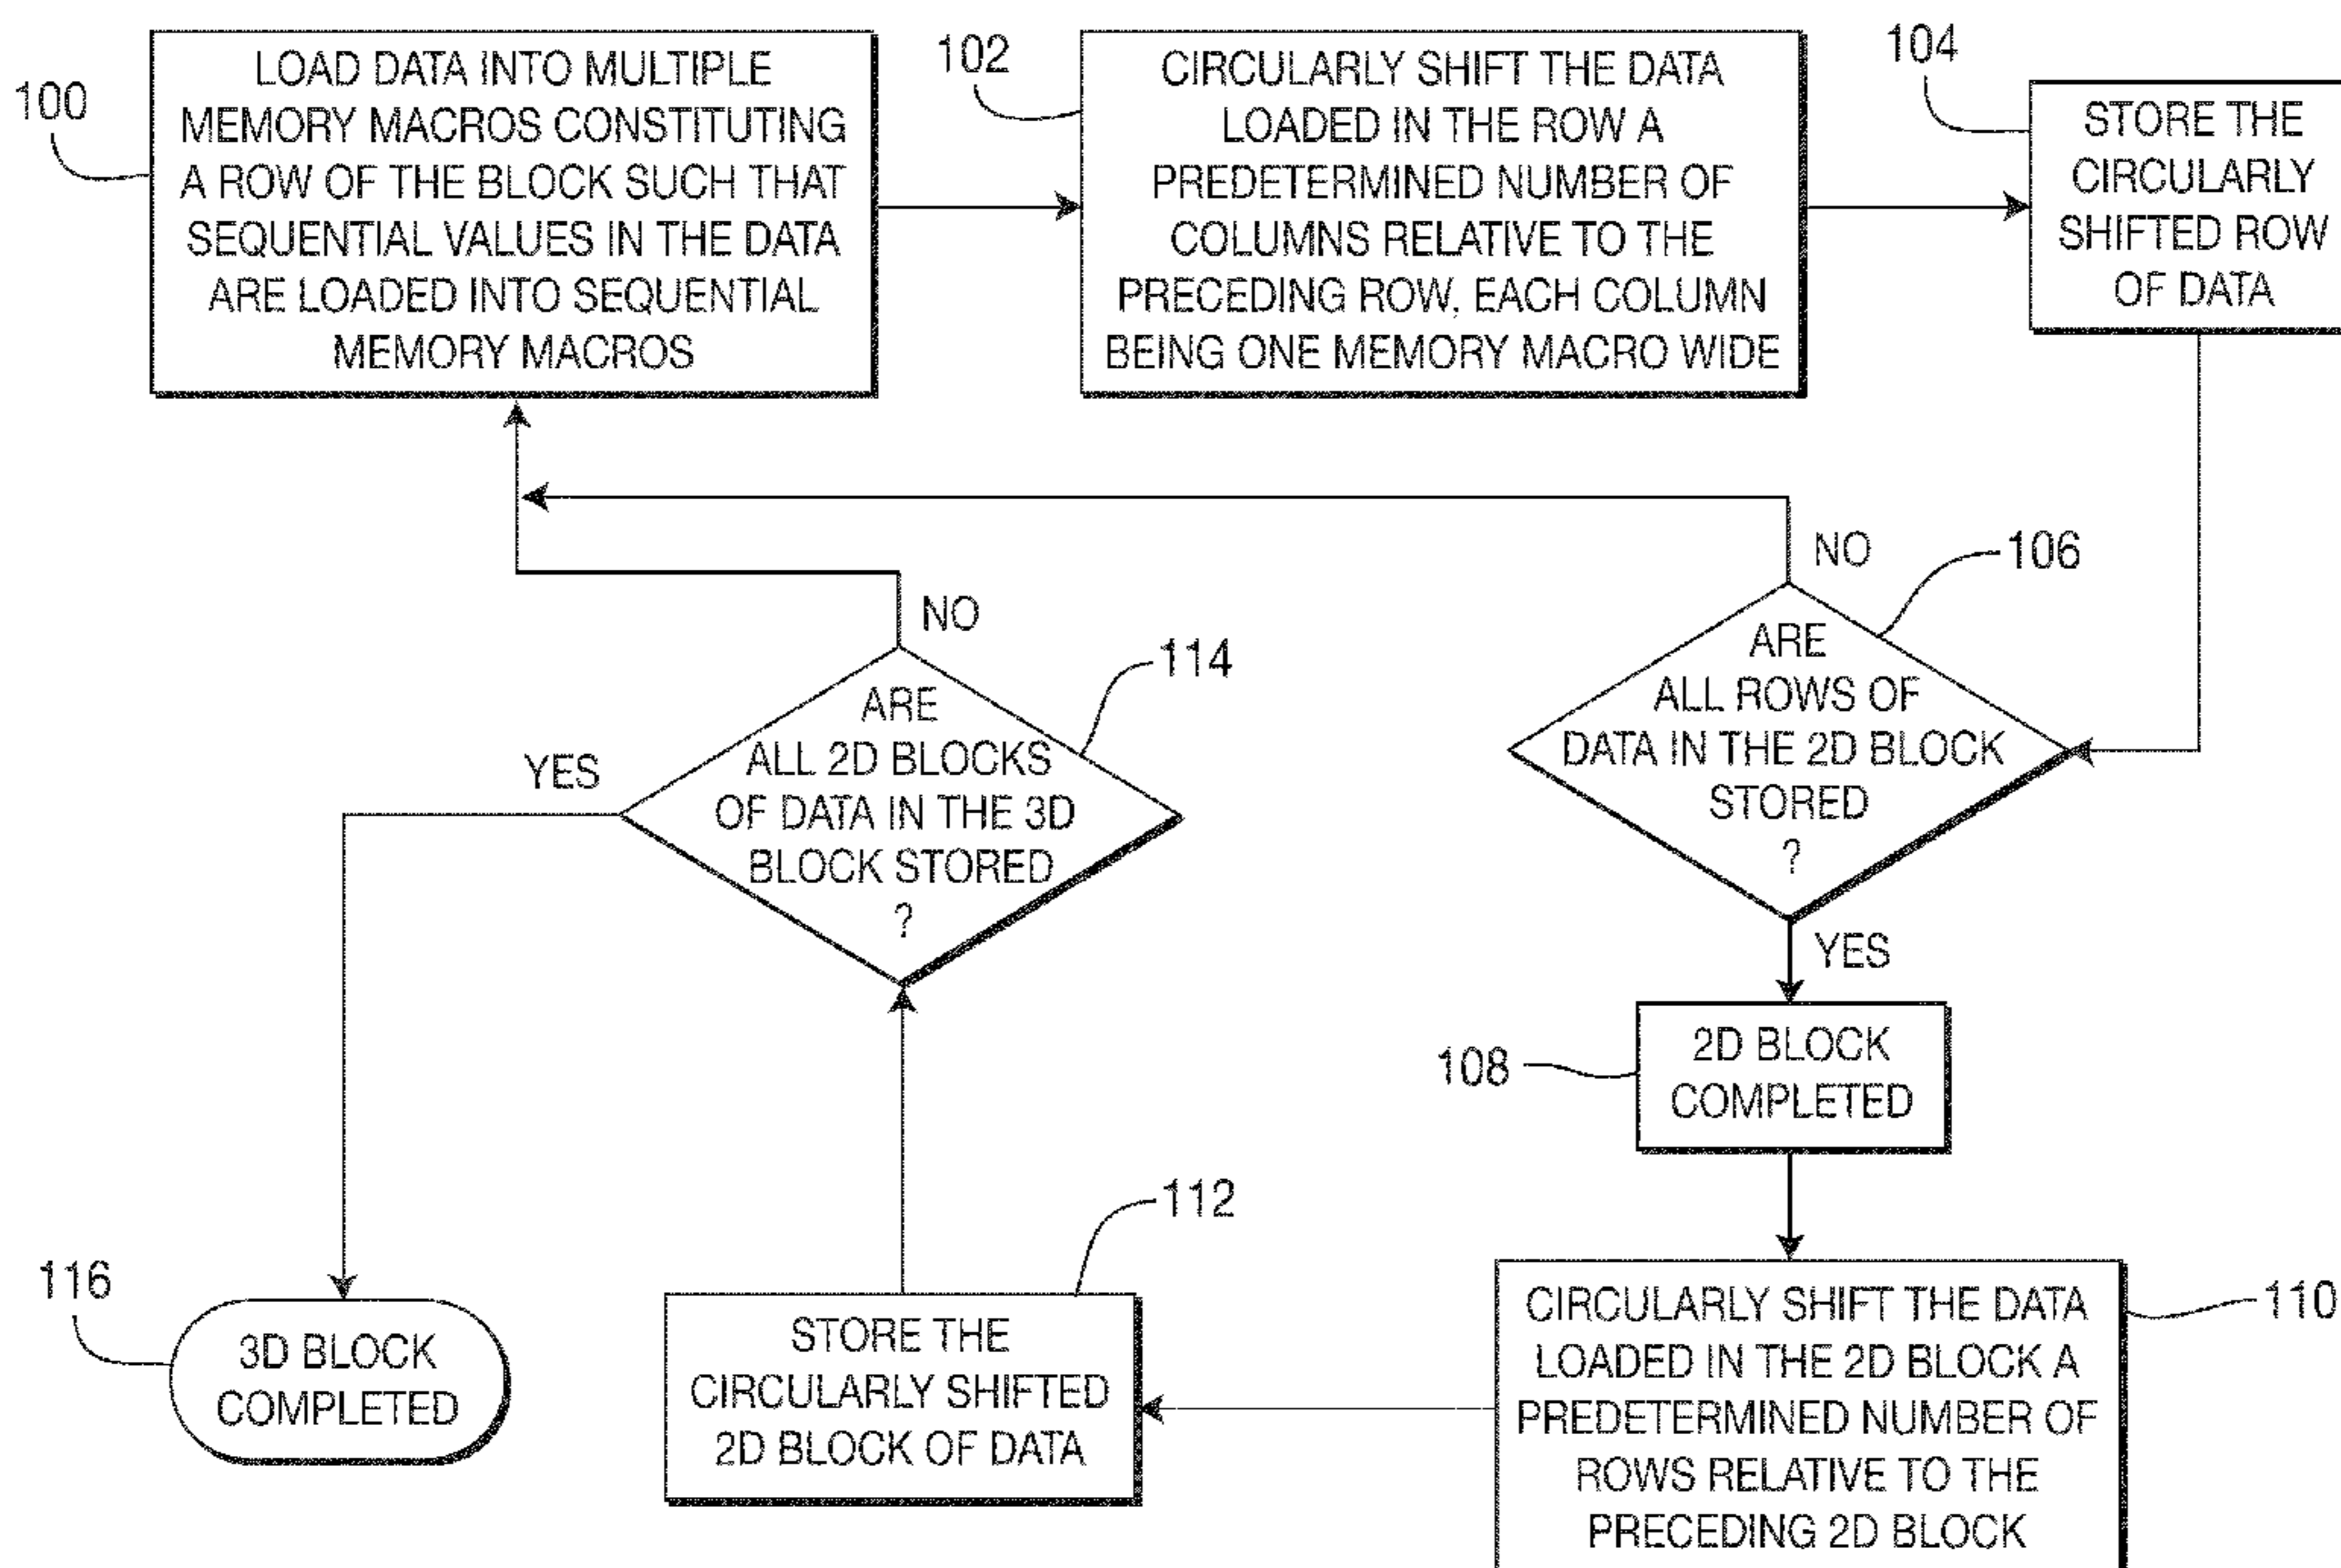 100
LOAD DATA INTO MULTIPLE
MEMORY MACROS CONSTITUTING
A ROW OF THE BLOCK SUCH THAT
SEQUENTIAL VALUES IN THE DATA
ARE LOADED INTO SEQUENTIAL
MEMORY MACROS
102
CIRCULARLY SHIFT THE DATA
LOADED IN THE ROW A
PREDETERMINED NUMBER OF
COLUMNS RELATIVE TO THE
PRECEDING ROW, EACH COLUMN
BEING ONE MEMORY MACRO WIDE
104
STORE THE
CIRCULARLY
SHIFTED ROW
OF DATA
NO
106
ARE
ALL ROWS OF
DATA IN THE 2D BLOCK
STORED
?
YES
108
2D BLOCK
COMPLETED
110
CIRCULARLY SHIFT THE DATA
LOADED IN THE 2D BLOCK A
PREDETERMINED NUMBER OF
ROWS RELATIVE TO THE
PRECEDING 2D BLOCK
112
STORE THE
CIRCULARLY SHIFTED
2D BLOCK OF DATA
NO
114
ARE
ALL 2D BLOCKS
OF DATA IN THE 3D
BLOCK STORED
?
YES
116
3D BLOCK
COMPLETED